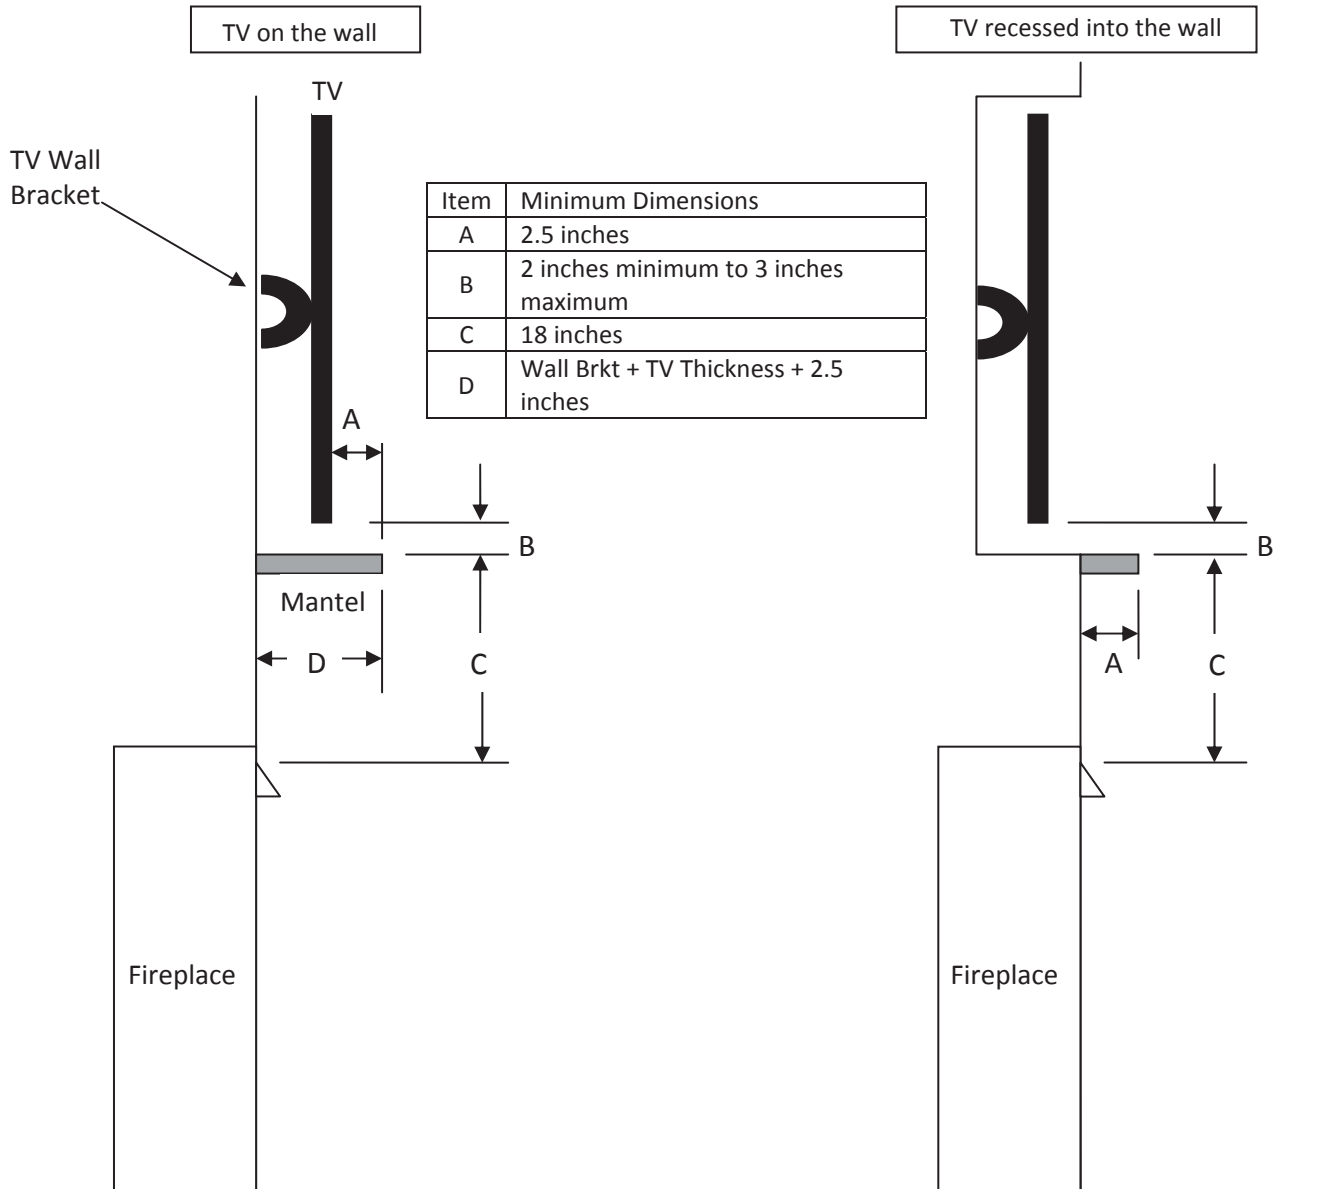 TV on the wall
TV recessed into the wall
TV
TV Wall
Bracket
Item Minimum Dimensions
A 2.5 inches
B 2 inches minimum to 3 inches
maximum
C 18 inches
D Wall Brkt + TV Thickness + 2.5
inches
A
B
Mantel
D
C
Fireplace
B
A
C
Fireplace